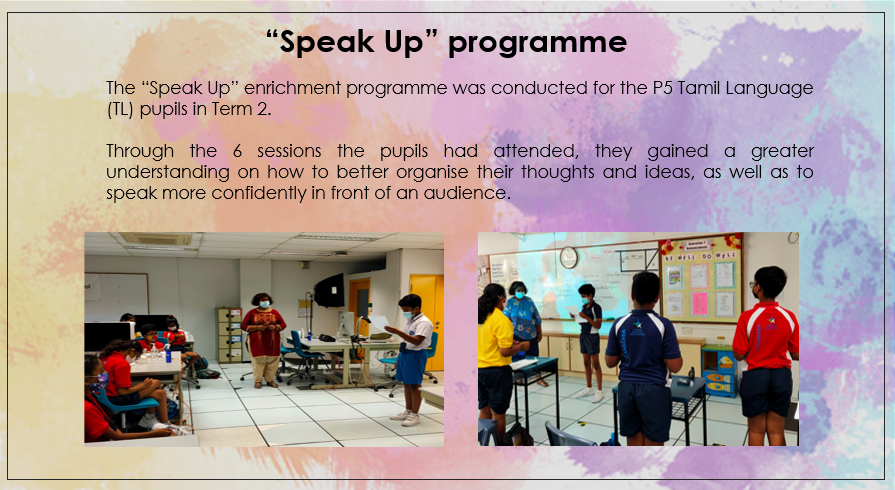 “Speak Up” programme
The “Speak Up” enrichment programme was conducted for the P5 Tamil Language
(TL) pupils in Term 2.
Through the 6 sessions the pupils had attended, they gained a greater
understanding on how to better organise their thoughts and ideas, as well as to
speak more confidently in front of an audience.
BE WELL DO WELL